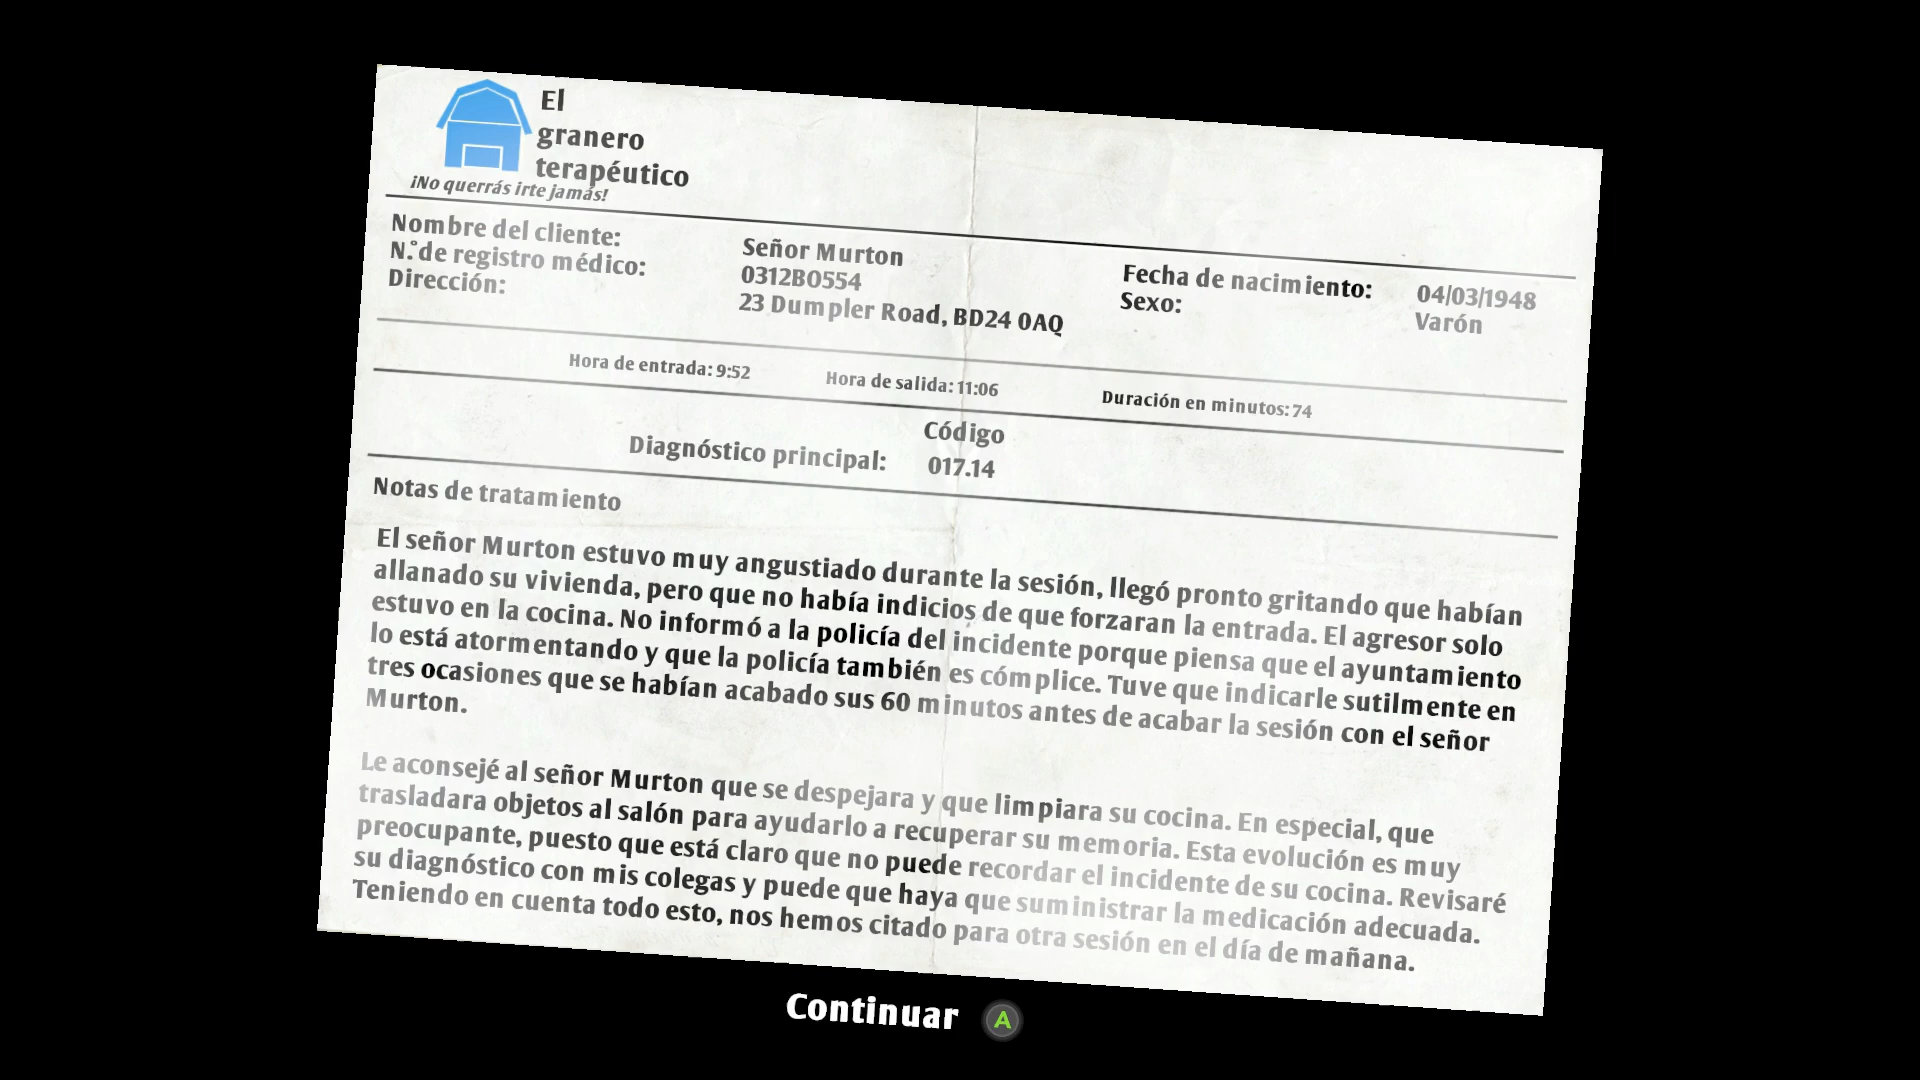 El
granero
terapéutico
¡No querrás irte jamás!
Nombre del cliente: Señor Murton
N.° de registro médico: 0312B0554
Dirección: 23 Dumpler Road, BD24 0AQ
Fecha de nacimiento: 04/03/1948
Sexo: Varón
Hora de entrada: 9:52 Hora de salida: 11:06 Duración en minutos: 74
Código
Diagnóstico principal: 017.14
Notas de tratamiento
El señor Murton estuvo muy angustiado durante la sesión, llegó pronto gritando que habían
allanado su vivienda, pero que no había indicios de que forzaran la entrada. El agresor solo
estuvo en la cocina. No informó a la policía del incidente porque piensa que el ayuntamiento
lo está atormentando y que la policía también es cómplice. Tuve que indicarle sutilmente en
tres ocasiones que se habían acabado sus 60 minutos antes de acabar la sesión con el señor
Murton.
Le aconsejé al señor Murton que se despejara y que limpiara su cocina. En especial, que
trasladara objetos al salón para ayudarlo a recuperar su memoria. Esta evolución es muy
preocupante, puesto que está claro que no puede recordar el incidente de su cocina. Revisaré
su diagnóstico con mis colegas y puede que haya que suministrar la medicación adecuada.
Teniendo en cuenta todo esto, nos hemos citado para otra sesión en el día de mañana.
Continuar A